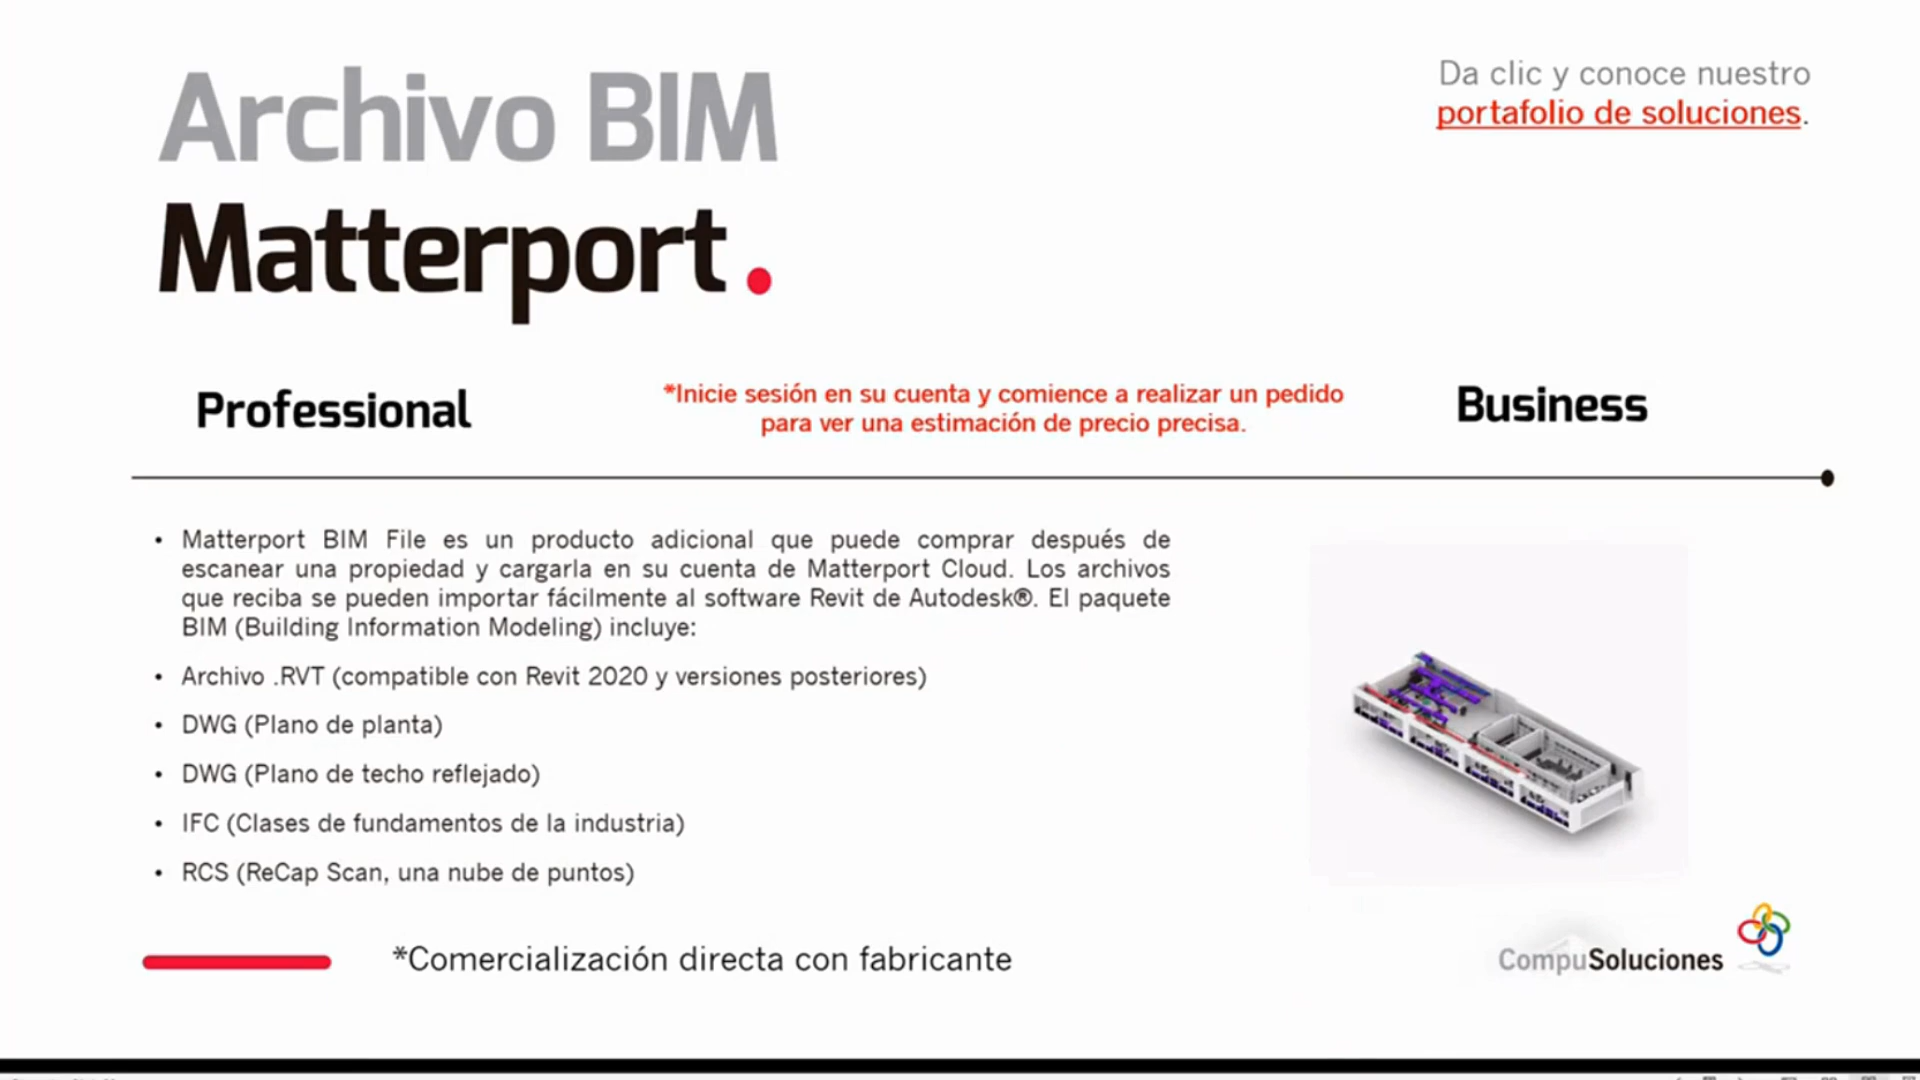 Archivo BIM
Matterport.
Da clic y conoce nuestro
portafolio de soluciones.
Professional
*Inicie sesión en su cuenta y comience a realizar un pedido
para ver una estimación de precio precisa.
Business
• Matterport BIM File es un producto adicional que puede comprar después de
escanear una propiedad y cargarla en su cuenta de Matterport Cloud. Los archivos
que reciba se pueden importar fácilmente al software Revit de Autodesk®. El paquete
BIM (Building Information Modeling) incluye:
• Archivo .RVT (compatible con Revit 2020 y versiones posteriores)
• DWG (Plano de planta)
• DWG (Plano de techo reflejado)
• IFC (Clases de fundamentos de la industria)
• RCS (ReCap Scan, una nube de puntos)
*Comercialización directa con fabricante
CompuSoluciones